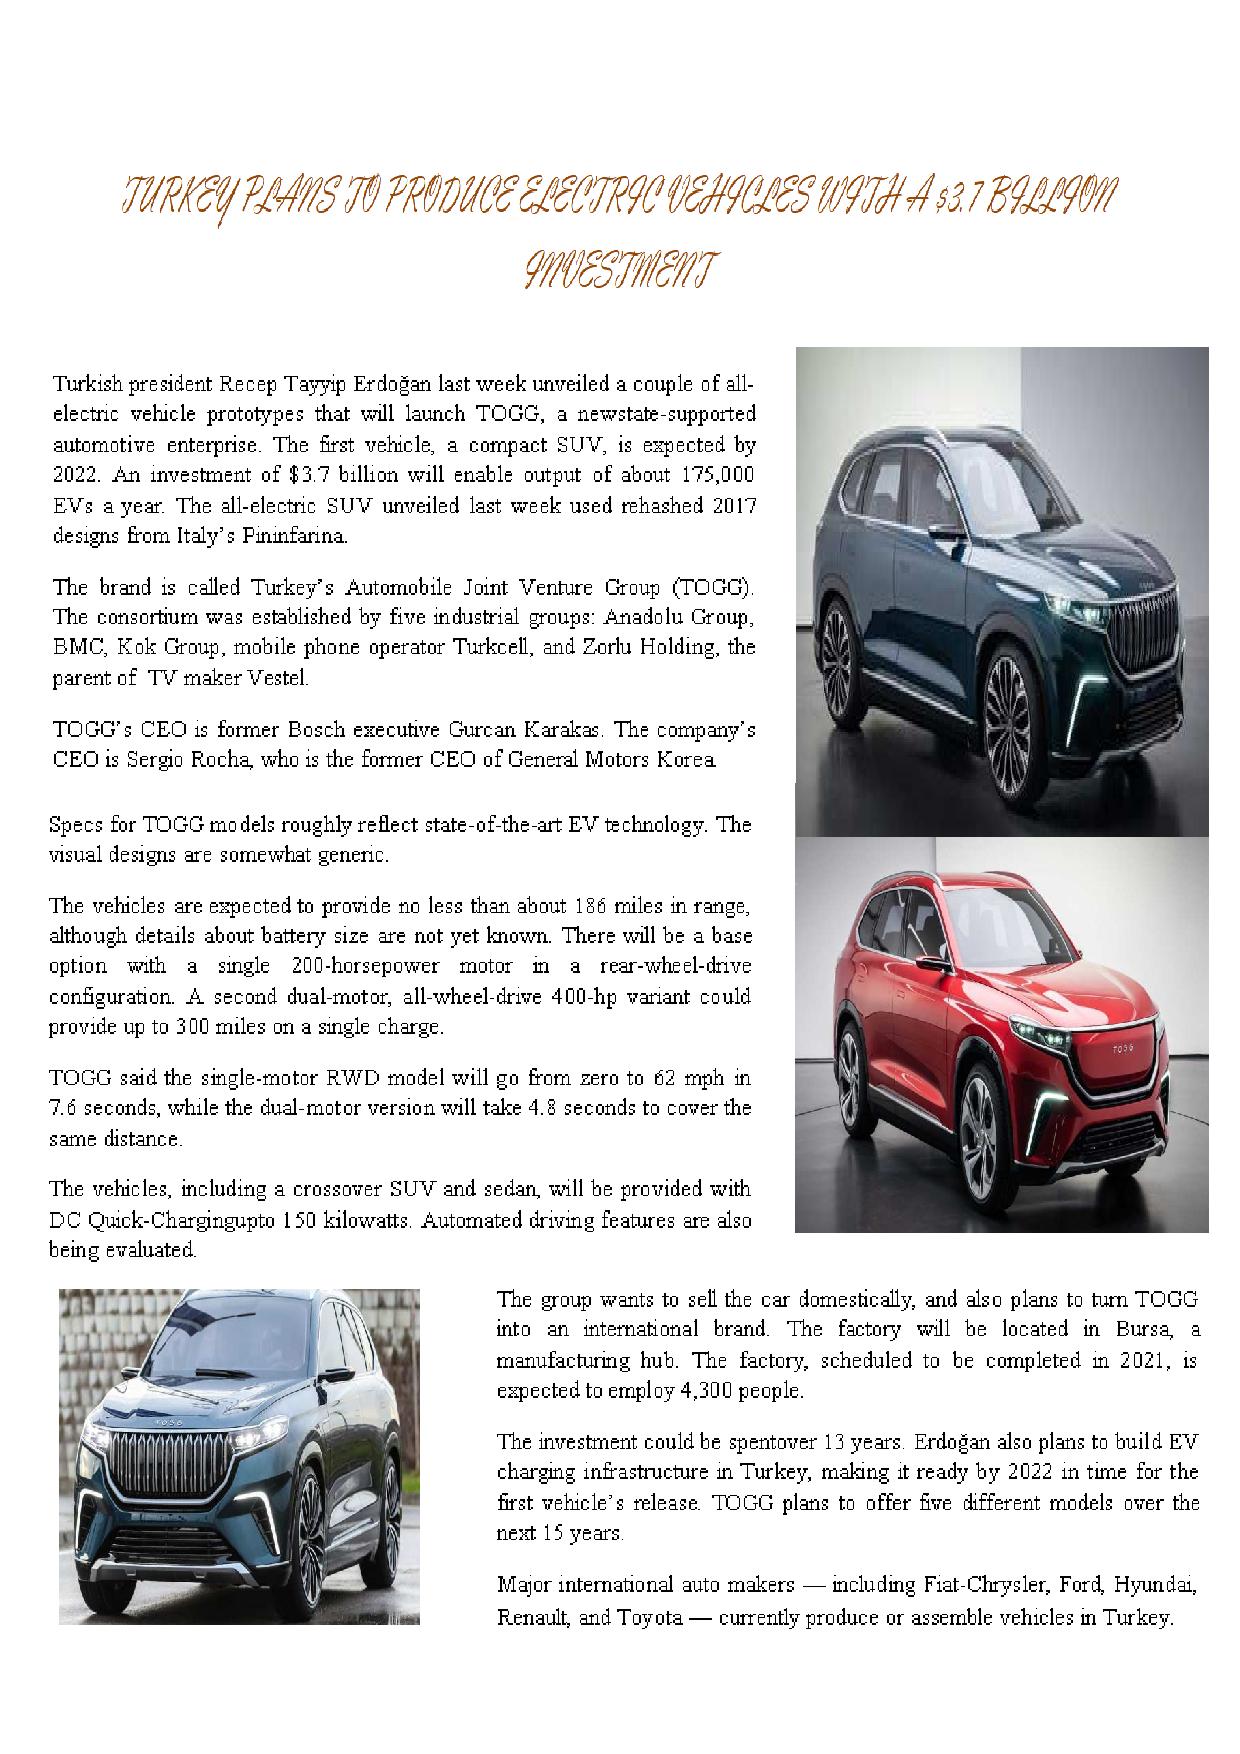 TURKEY PLANS TO PRODUCE ELECTRIC VEHICLES WITH A $3.7 BILLION
INVESTMENT
Turkish president Recep Tayyip Erdoğan last week unveiled a couple of all-
electric vehicle prototypes that will launch TOGG, a newstate-supported
automotive enterprise. The first vehicle, a compact SUV, is expected by
2022. An investment of $3.7 billion will enable output of about 175,000
EVs a year. The all-electric SUV unveiled last week used rehashed 2017
designs from Italy’s Pininfarina.
The brand is called Turkey’s Automobile Joint Venture Group (TOGG).
The consortium was established by five industrial groups: Anadolu Group,
BMC, Kok Group, mobile phone operator Turkcell, and Zorlu Holding, the
parent of TV maker Vestel.
TOGG’s CEO is former Bosch executive Gurcan Karakas. The company’s
CEO is Sergio Rocha, who is the former CEO of General Motors Korea.
Specs for TOGG models roughly reflect state-of-the-art EV technology. The
visual designs are somewhat generic.
The vehicles are expected to provide no less than about 186 miles in range,
although details about battery size are not yet known. There will be a base
option with a single 200-horsepower motor in a rear-wheel-drive
configuration. A second dual-motor, all-wheel-drive 400-hp variant could
provide up to 300 miles on a single charge.
TOGG said the single-motor RWD model will go from zero to 62 mph in
7.6 seconds, while the dual-motor version will take 4.8 seconds to cover the
same distance.
The vehicles, including a crossover SUV and sedan, will be provided with
DC Quick-Chargingupto 150 kilowatts. Automated driving features are also
being evaluated.
TOGG
TOGG
The group wants to sell the car domestically, and also plans to turn TOGG
into an international brand. The factory will be located in Bursa, a
manufacturing hub. The factory, scheduled to be completed in 2021, is
expected to employ 4,300 people.
The investment could be spentover 13 years. Erdoğan also plans to build EV
charging infrastructure in Turkey, making it ready by 2022 in time for the
first vehicle’s release. TOGG plans to offer five different models over the
next 15 years.
Major international auto makers — including Fiat-Chrysler, Ford, Hyundai,
Renault, and Toyota — currently produce or assemble vehicles in Turkey.